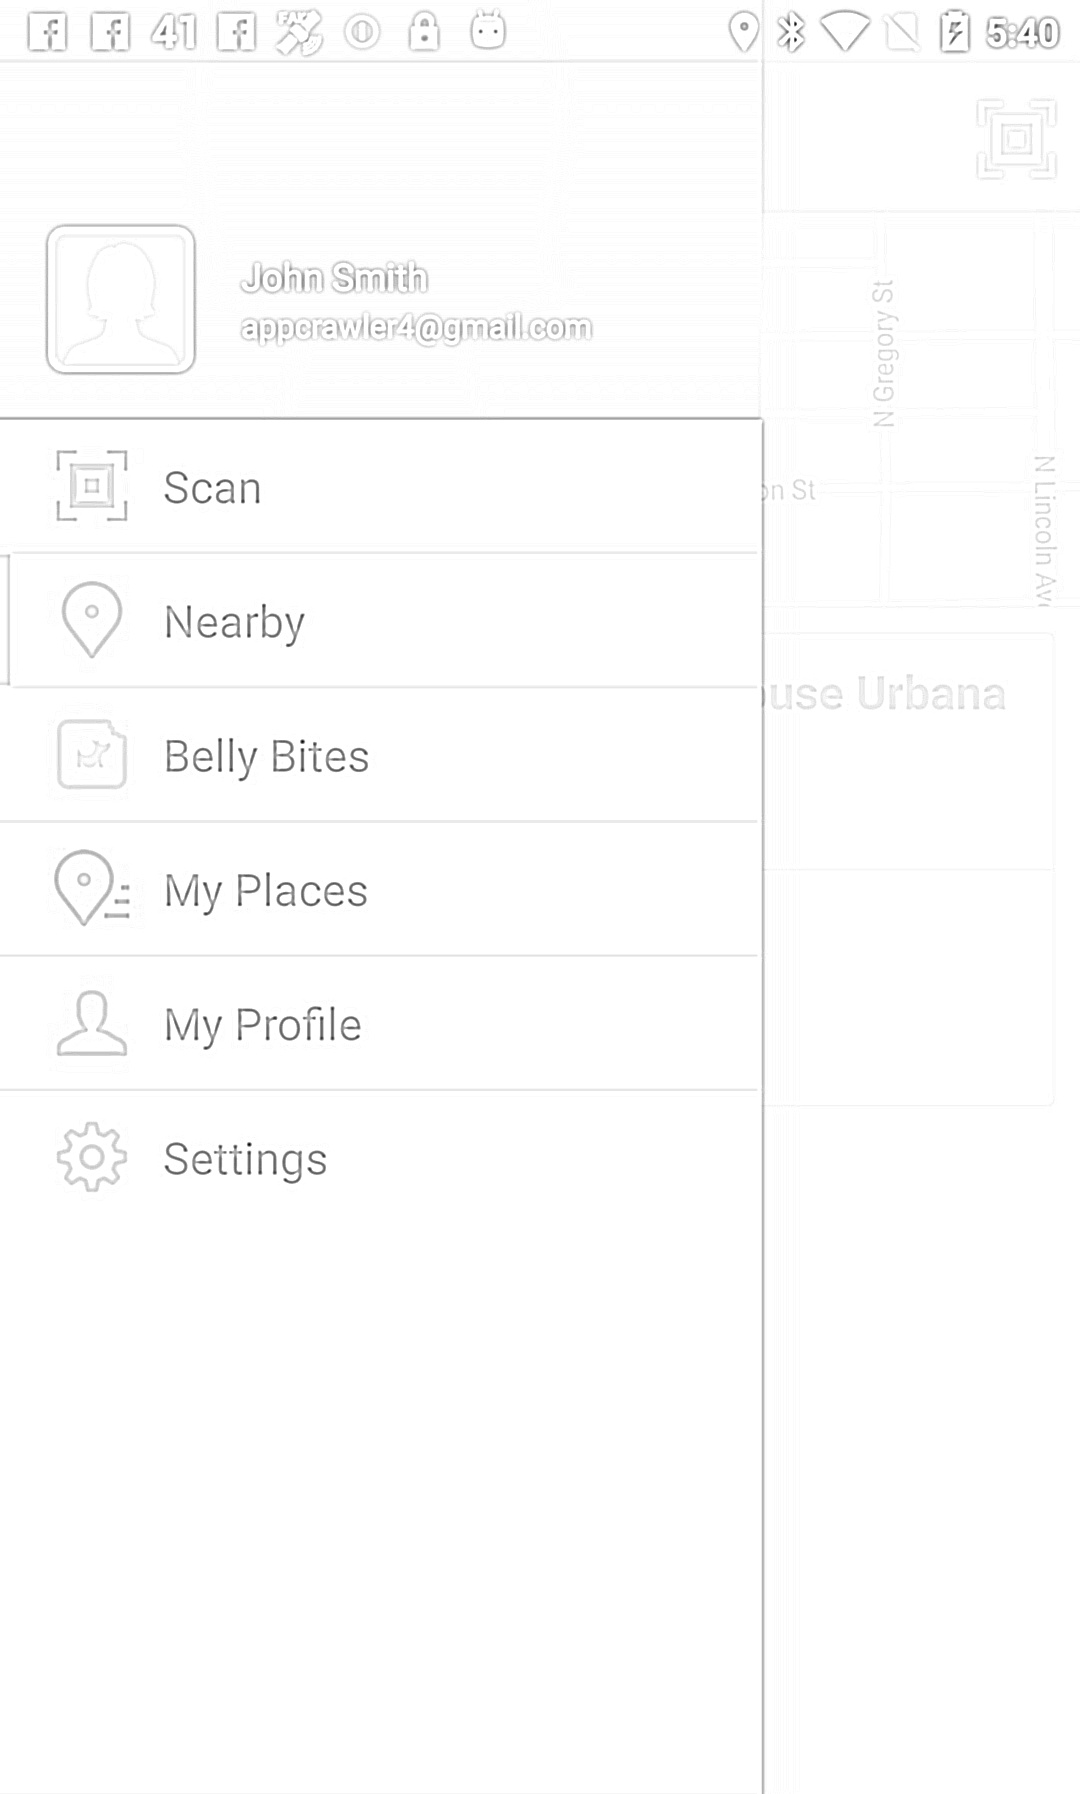 41
FAKE
5:40
John Smith
appcrawler4@gmail.com
Scan
Nearby
Belly Bites
My Places
My Profile
Settings
N Gregory St
on St
N Lincoln Av
ouse Urbana